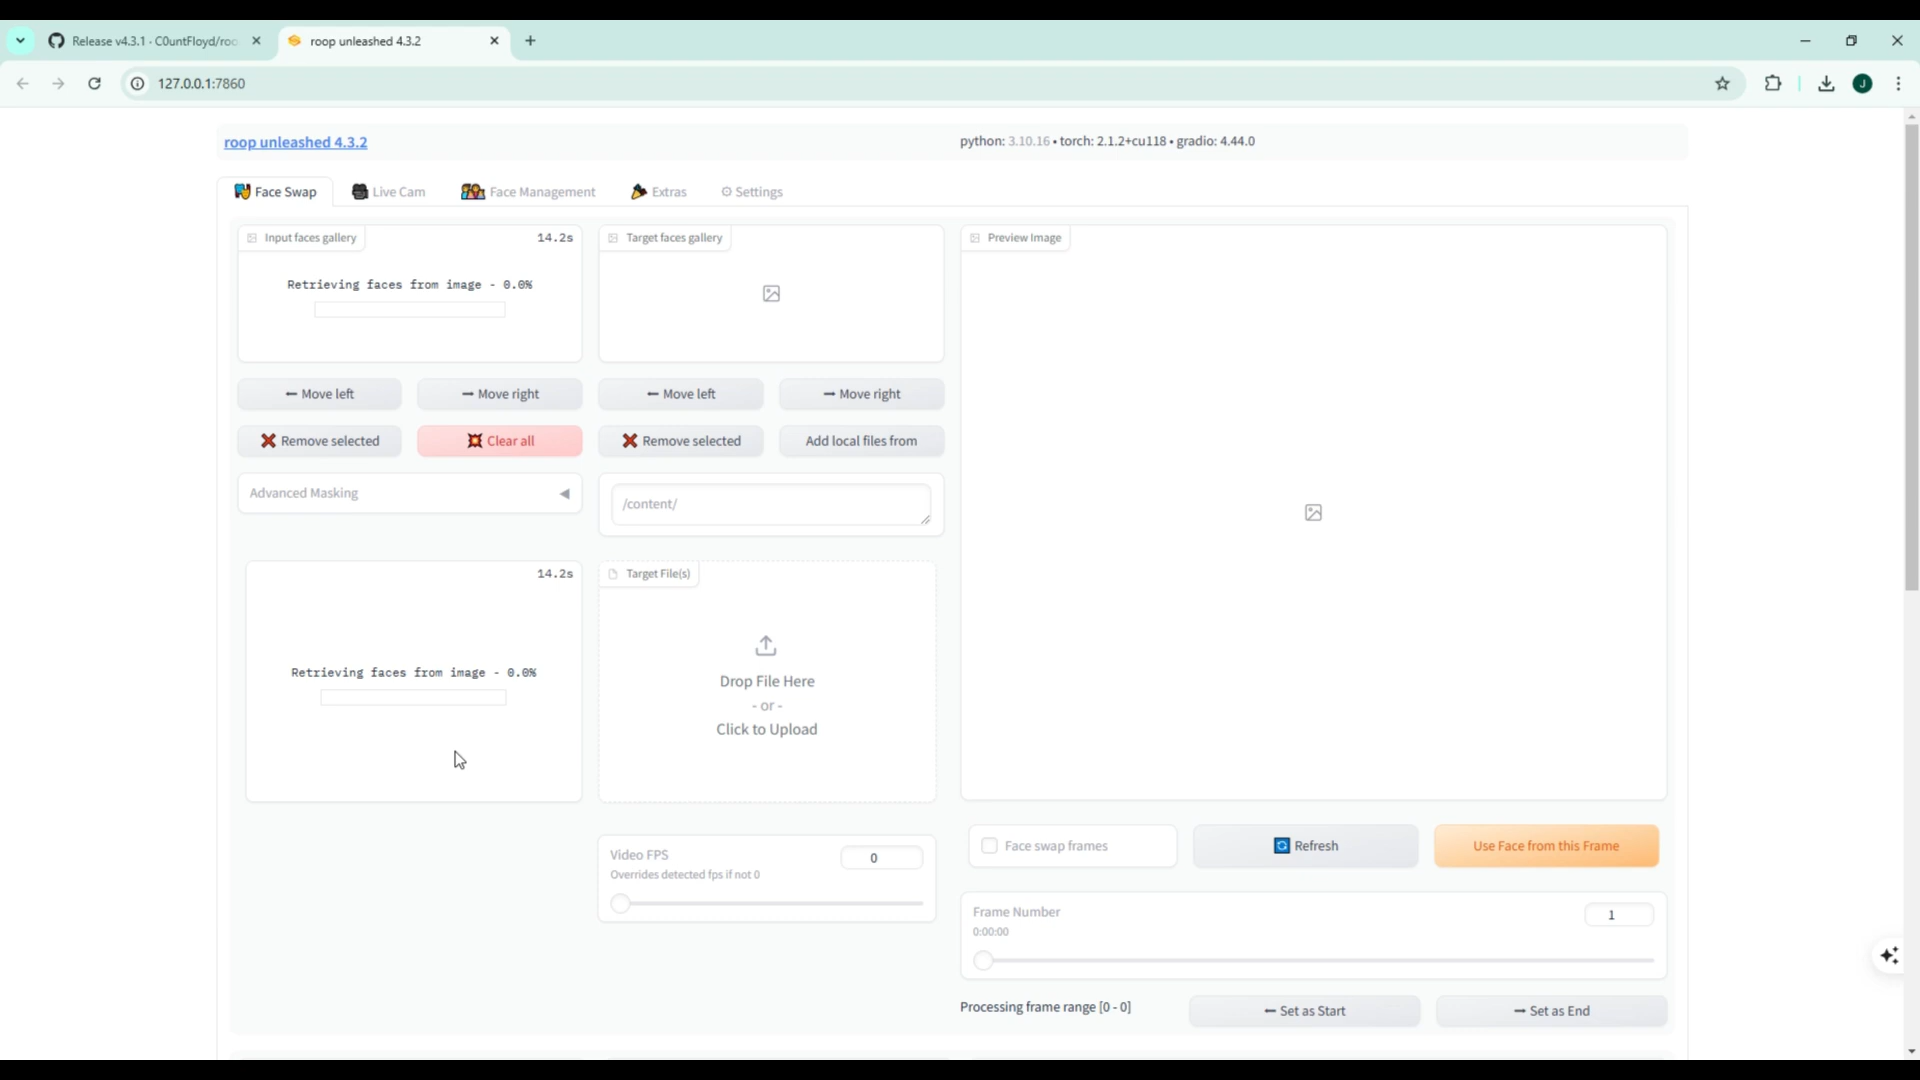 Release v4.3.1 · C0untFloyd/roo
roop unleashed 4.3.2
127.0.0.1:7860
J
roop unleashed 4.3.2
python: 3.10.16 • torch: 2.1.2+cu118 • gradio: 4.44.0
Face Swap
Live Cam
Face Management
Extras
Settings
Input faces gallery
14.2s
Retrieving faces from image - 0.0%
Target faces gallery
Preview Image
← Move left
→ Move right
← Move left
→ Move right
Remove selected
Clear all
Remove selected
Add local files from
Advanced Masking
/content/
14.2s
Retrieving faces from image - 0.0%
Target File(s)
Drop File Here
- or -
Click to Upload
Video FPS
0
Overrides detected fps if not 0
Face swap frames
Refresh
Use Face from this Frame
Frame Number
1
0:00:00
Processing frame range [0 - 0]
← Set as Start
→ Set as End